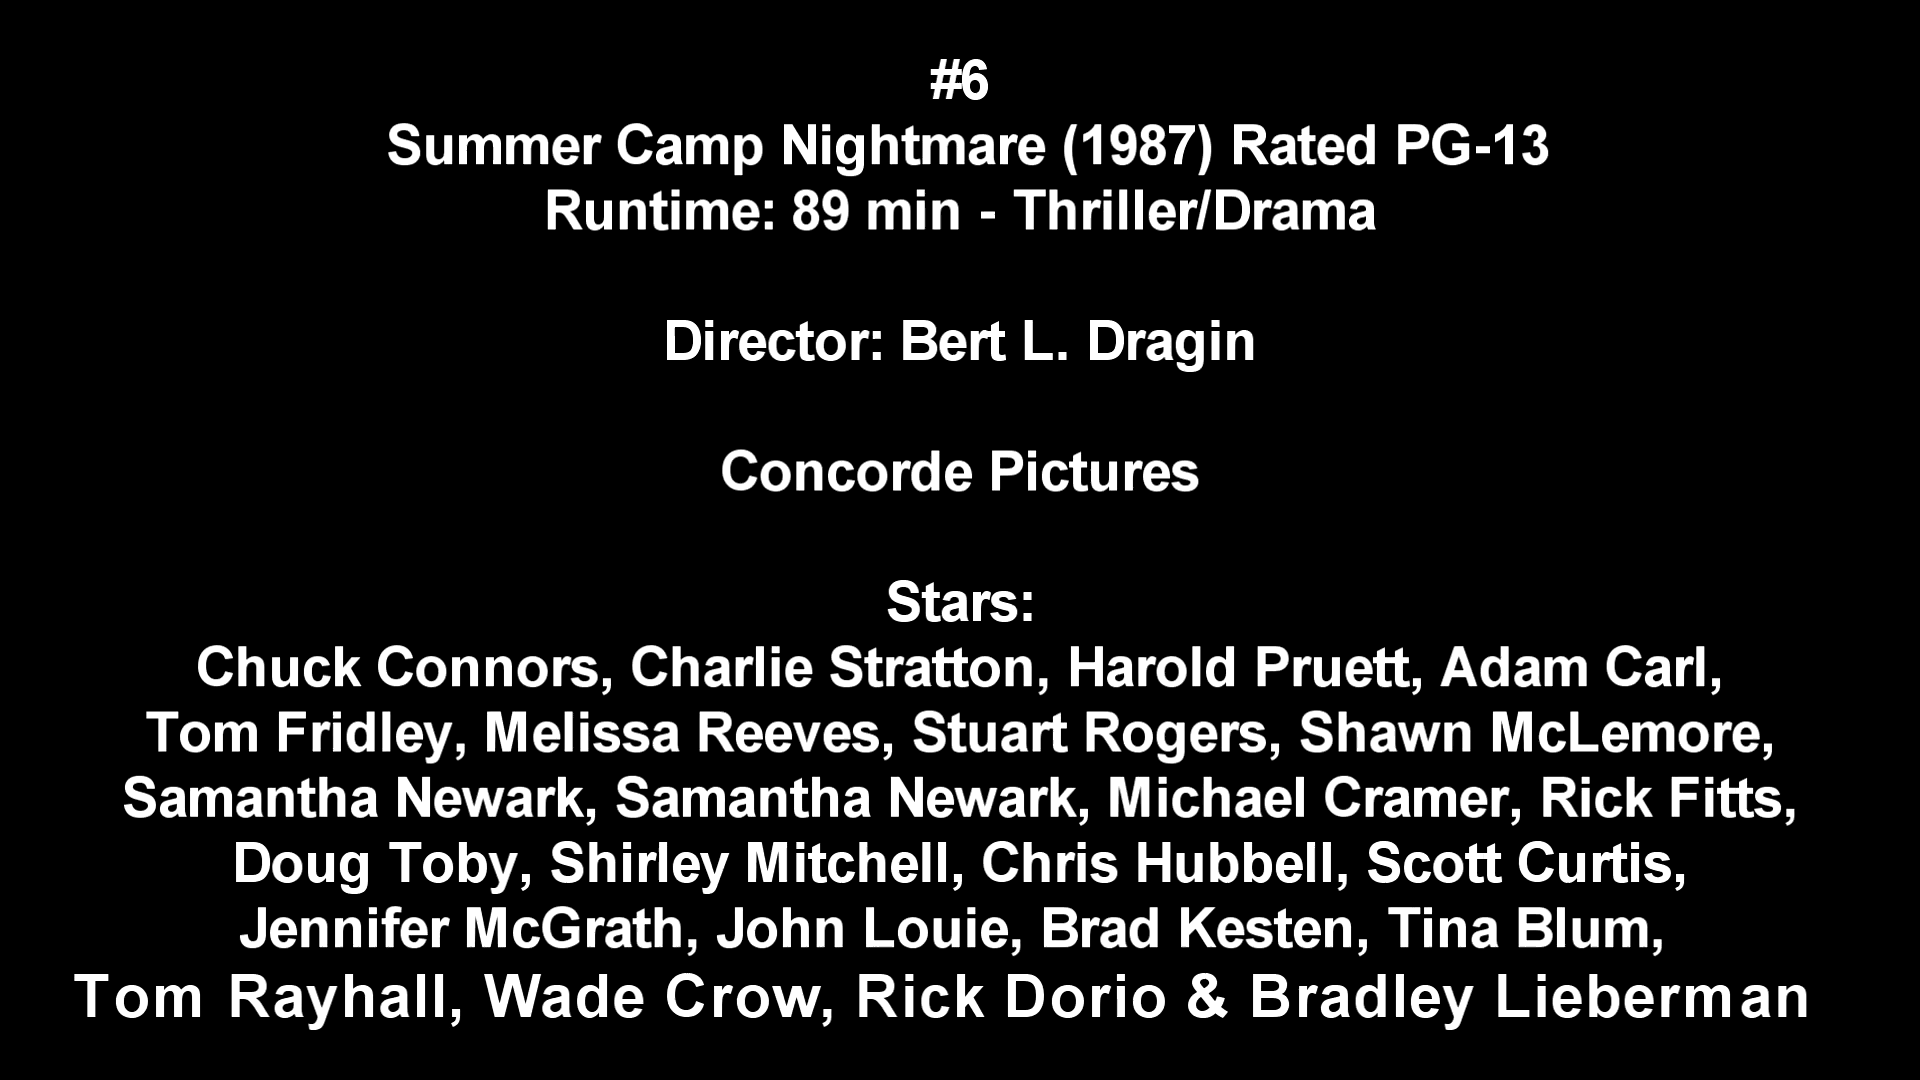 #6
Summer Camp Nightmare (1987) Rated PG-13
Runtime: 89 min - Thriller/Drama
Director: Bert L. Dragin
Concorde Pictures
Stars:
Chuck Connors, Charlie Stratton, Harold Pruett, Adam Carl,
Tom Fridley, Melissa Reeves, Stuart Rogers, Shawn McLemore,
Samantha Newark, Samantha Newark, Michael Cramer, Rick Fitts,
Doug Toby, Shirley Mitchell, Chris Hubbell, Scott Curtis,
Jennifer McGrath, John Louie, Brad Kesten, Tina Blum,
Tom Rayhall, Wade Crow, Rick Dorio & Bradley Lieberman